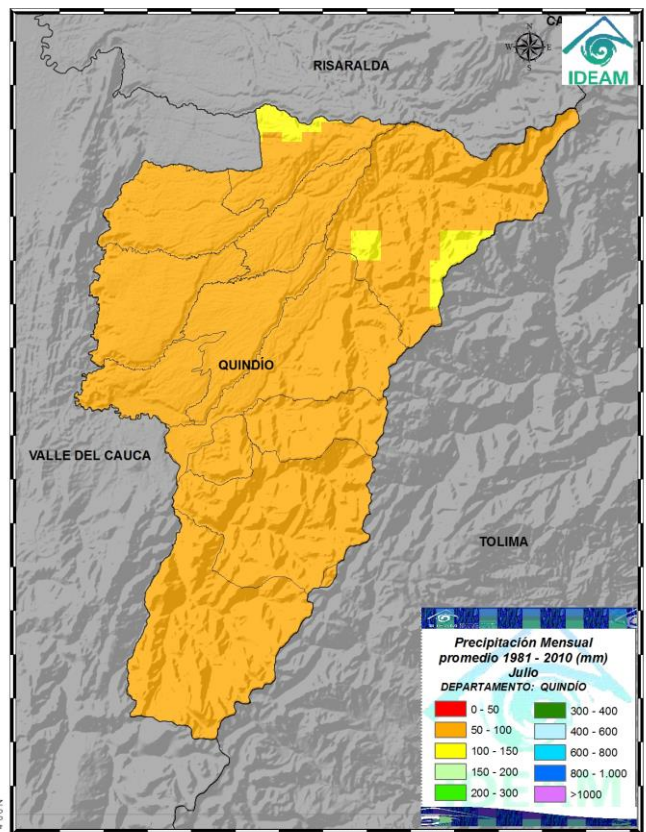 CA
N
W
E
S
IDEAM
RISARALDA
QUINDÍO
VALLE DEL CAUCA
TOLIMA
Precipitación Mensual
promedio 1981 - 2010 (mm)
Julio
DEPARTAMENTO: QUINDÍO
0 - 50
50 - 100
100 - 150
150 - 200
200 - 300
300 - 400
400 - 600
600 - 800
800 - 1.000
>1000